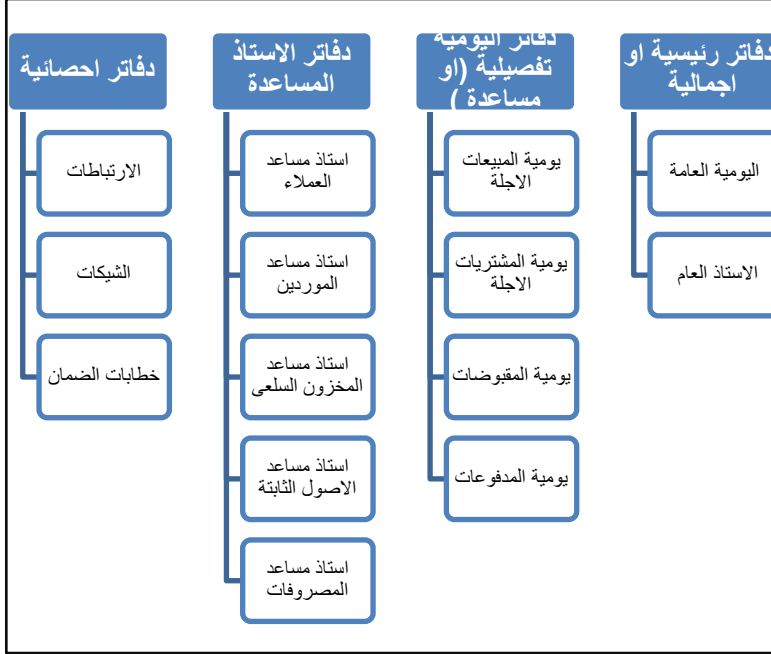 دفاتر رئيسية او
اجمالية
اليومية العامة
الاستاذ العام
دفاتر اليومية
تفصيلية (او
مساعدة )
يومية المبيعات
الاجلة
يومية المشتريات
الاجلة
يومية المقبوضات
يومية المدفوعات
دفاتر الاستاذ
المساعدة
استاذ مساعد
العملاء
استاذ مساعد
الموردين
استاذ مساعد
المخزون السلعى
استاذ مساعد
الاصول الثابتة
استاذ مساعد
المصروفات
دفاتر احصائية
الارتباطات
الشيكات
خطابات الضمان